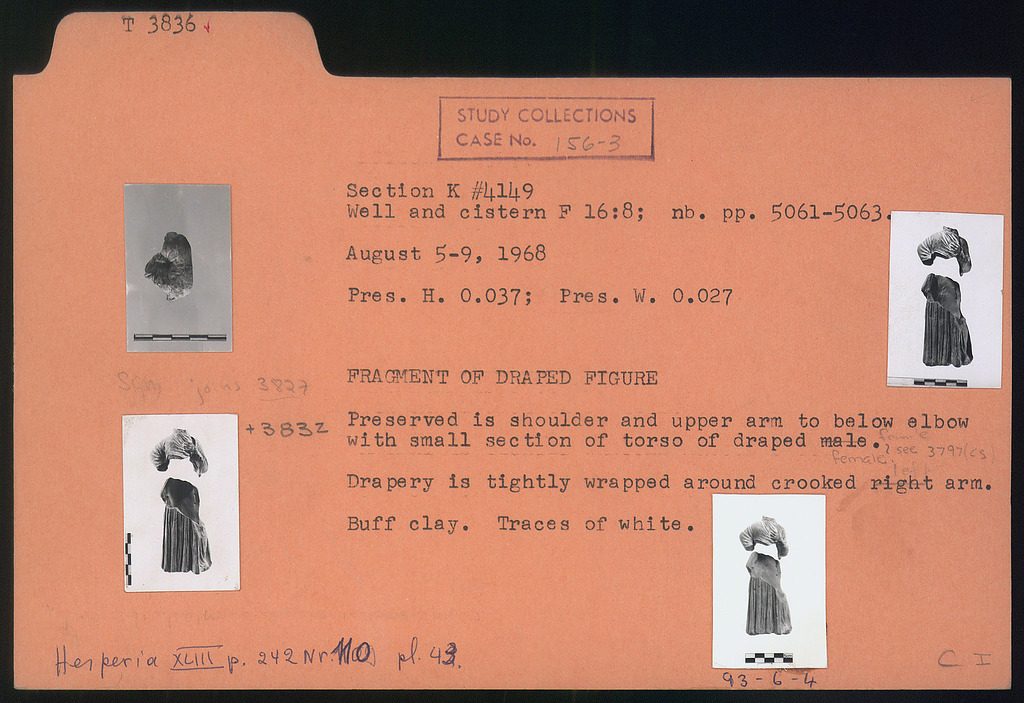 T 3836
STUDY COLLECTIONS
CASE No. 156-3
Section K #4149
Well and cistern F 16:8; nb. pp. 5061-5063.
August 5-9, 1968
Pres. H. 0.037; Pres. W. 0.027
joins 3827
+3832
FRAGMENT OF DRAPED FIGURE
Preserved is shoulder and upper arm to below elbow
with small section of torso of draped male.
female. ? see 3797 (CS)
left
Drapery is tightly wrapped around crooked right arm.
Buff clay. Traces of white.
Hesperia XLIII p. 242 Nr. 110 pl. 43.
93-6-4
C I